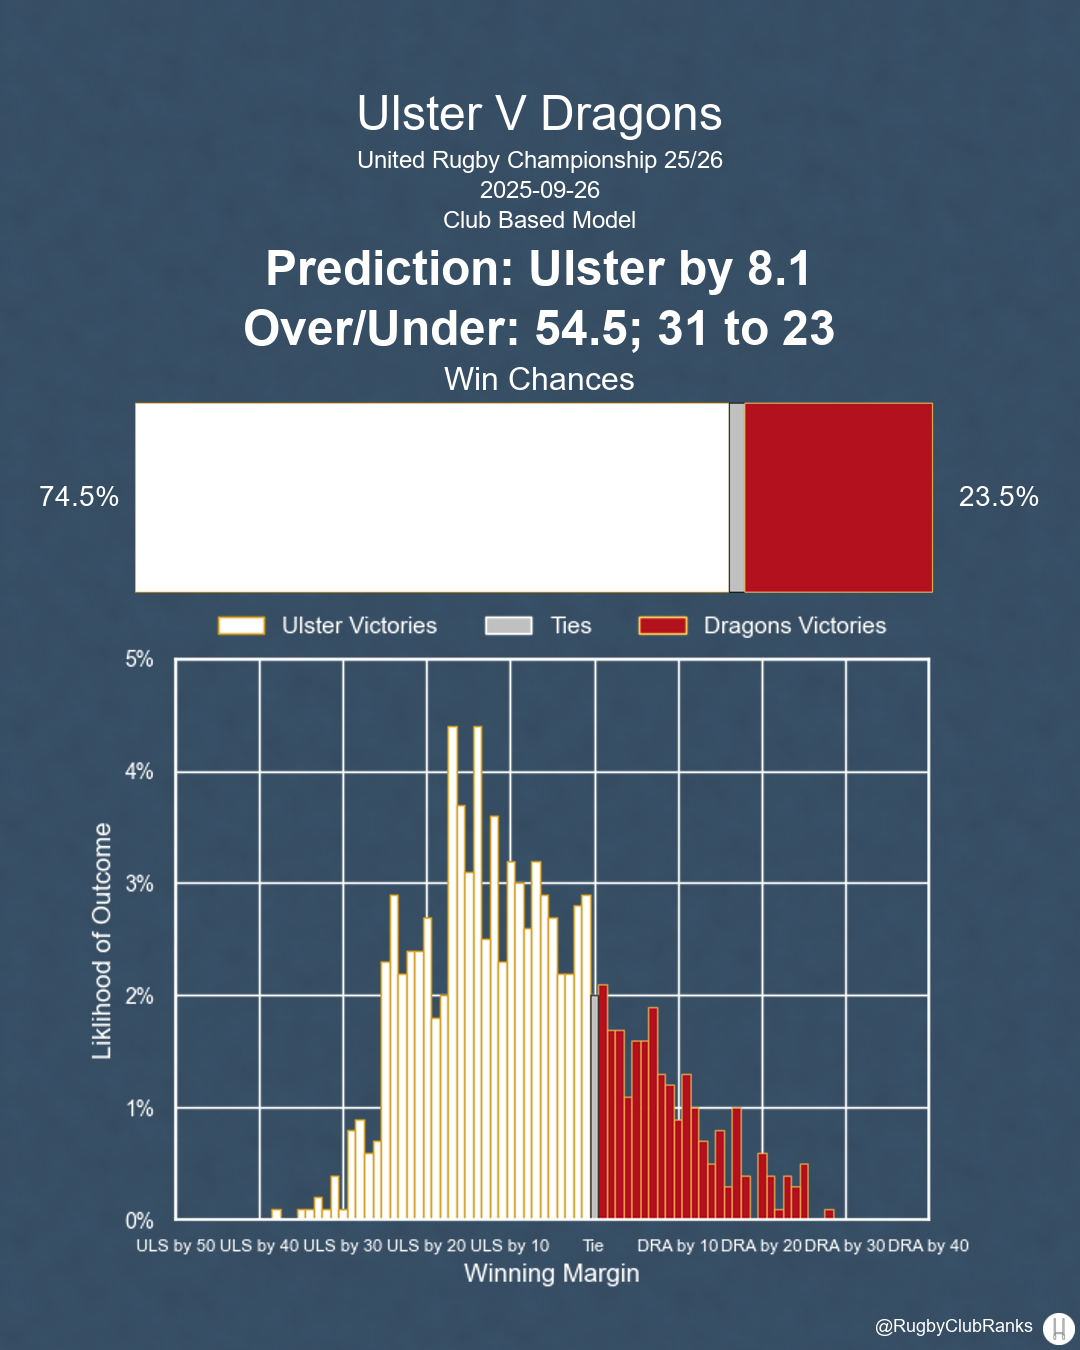 Ulster V Dragons
United Rugby Championship 25/26
2025-09-26
Club Based Model
Prediction: Ulster by 8.1
Over/Under: 54.5; 31 to 23
Win Chances
74.5%
23.5%
Ulster Victories Ties Dragons Victories
5%
4%
3%
2%
1%
0%
Liklihood of Outcome
ULS by 50 ULS by 40 ULS by 30 ULS by 20 ULS by 10 Tie DRA by 10 DRA by 20 DRA by 30 DRA by 40
Winning Margin
@RugbyClubRanks